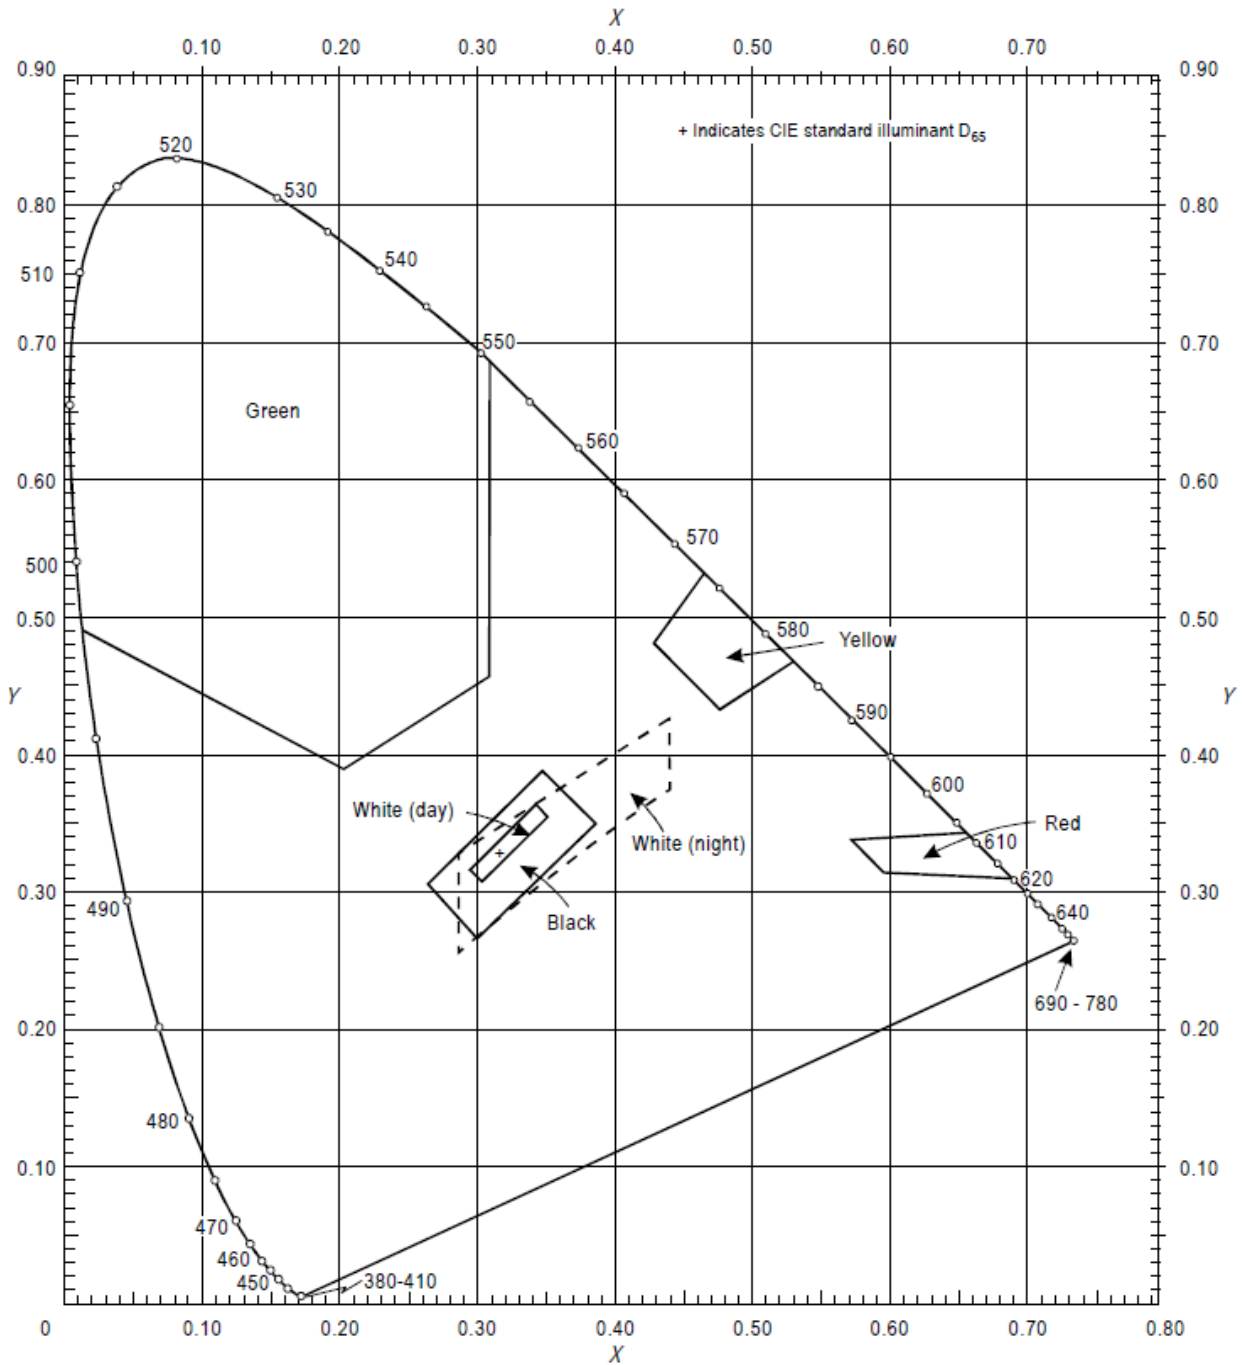 X
0.10 0.20 0.30 0.40 0.50 0.60 0.70
0.90 0.90
+ Indicates CIE standard illuminant D65
520
530
0.80 0.80
540
510
550
0.70 0.70
Green
560
0.60 0.60
570
500
0.50 0.50
580
Yellow
Y Y
590
0.40 0.40
600
White (day)
Red
610
White (night)
620
0.30 0.30
490
640
Black
690 - 780
0.20 0.20
480
0.10 0.10
470
460
450
380-410
0 0.10 0.20 0.30 0.40 0.50 0.60 0.70 0.80
X